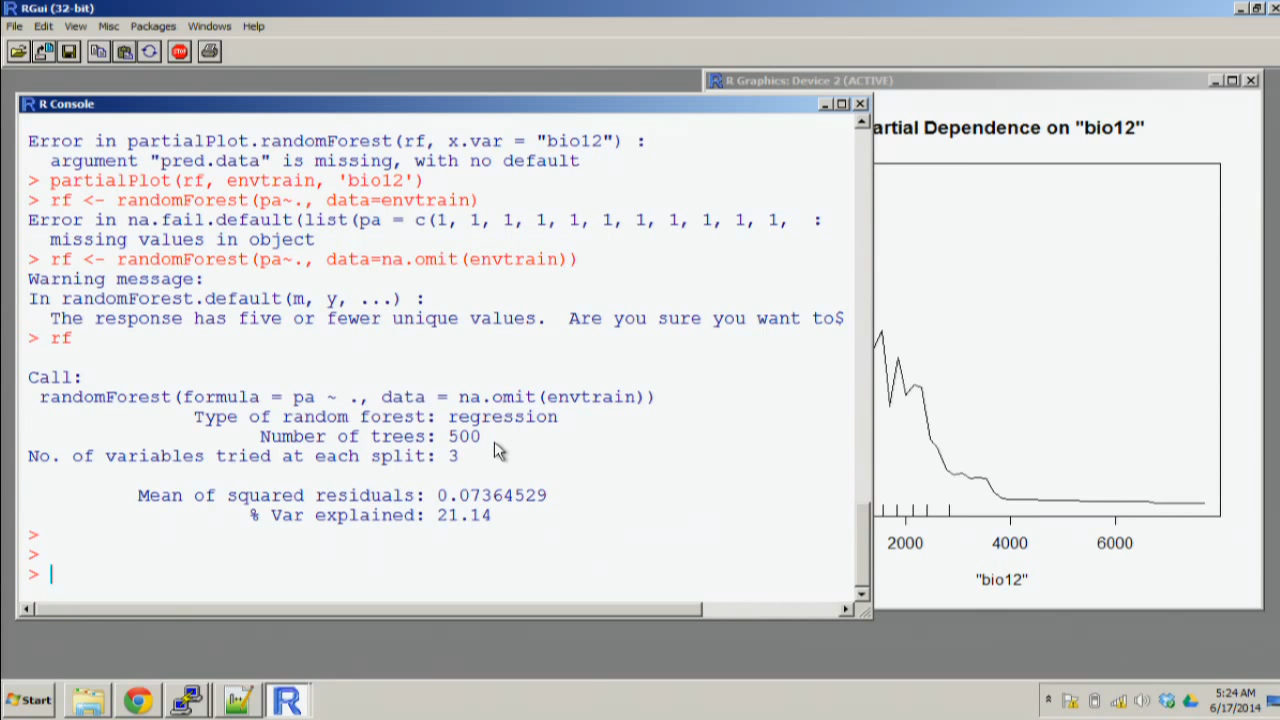 RGui (32-bit)
File Edit View Misc Packages Windows Help
STOP
R Graphics: Device 2 (ACTIVE)
R Console
artial Dependence on "bio12"
Error in partialPlot.randomForest(rf, x.var = "bio12") :
argument "pred.data" is missing, with no default
> partialPlot(rf, envtrain, 'bio12')
> rf <- randomForest(pa~., data=envtrain)
Error in na.fail.default(list(pa = c(1, 1, 1, 1, 1, 1, 1, 1, 1, 1, 1, :
missing values in object
> rf <- randomForest(pa~., data=na.omit(envtrain))
Warning message:
In randomForest.default(m, y, ...) :
The response has five or fewer unique values. Are you sure you want to$
> rf
Call:
randomForest(formula = pa ~ ., data = na.omit(envtrain))
Type of random forest: regression
Number of trees: 500
No. of variables tried at each split: 3
Mean of squared residuals: 0.07364529
% Var explained: 21.14
>
>
>
2000 4000 6000
"bio12"
Start
5:24 AM
6/17/2014